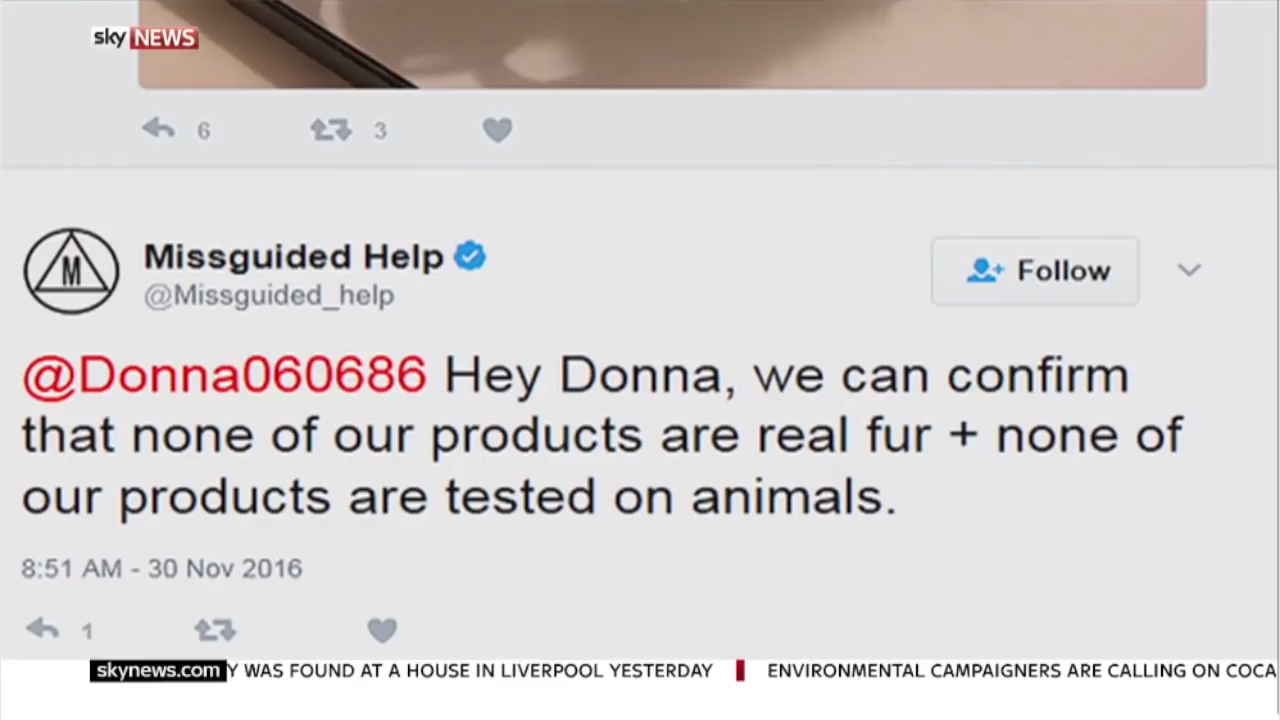 sky NEWS
6 3
M
Missguided Help
Follow
@Missguided_help
@Donna060686 Hey Donna, we can confirm
that none of our products are real fur + none of
our products are tested on animals.
8:51 AM - 30 Nov 2016
1
skynews.com Y WAS FOUND AT A HOUSE IN LIVERPOOL YESTERDAY ENVIRONMENTAL CAMPAIGNERS ARE CALLING ON COCA